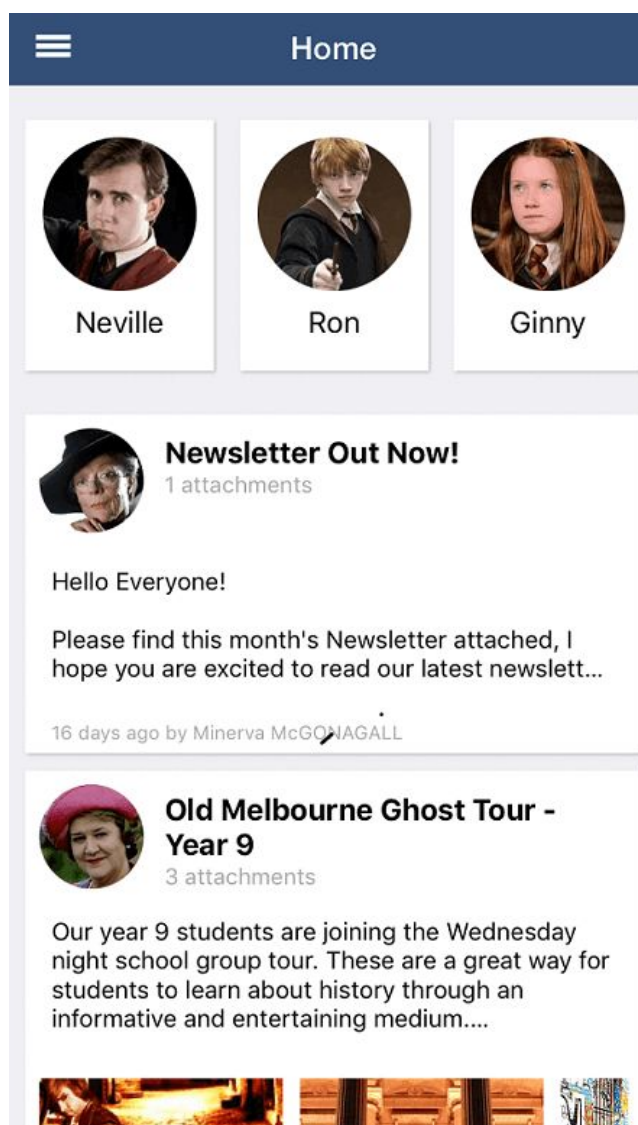 Home
Neville
Ron
Ginny
Newsletter Out Now!
1 attachments
Hello Everyone!
Please find this month's Newsletter attached, I
hope you are excited to read our latest newslett...
16 days ago by Minerva McGONAGALL
Old Melbourne Ghost Tour -
Year 9
3 attachments
Our year 9 students are joining the Wednesday
night school group tour. These are a great way for
students to learn about history through an
informative and entertaining medium....